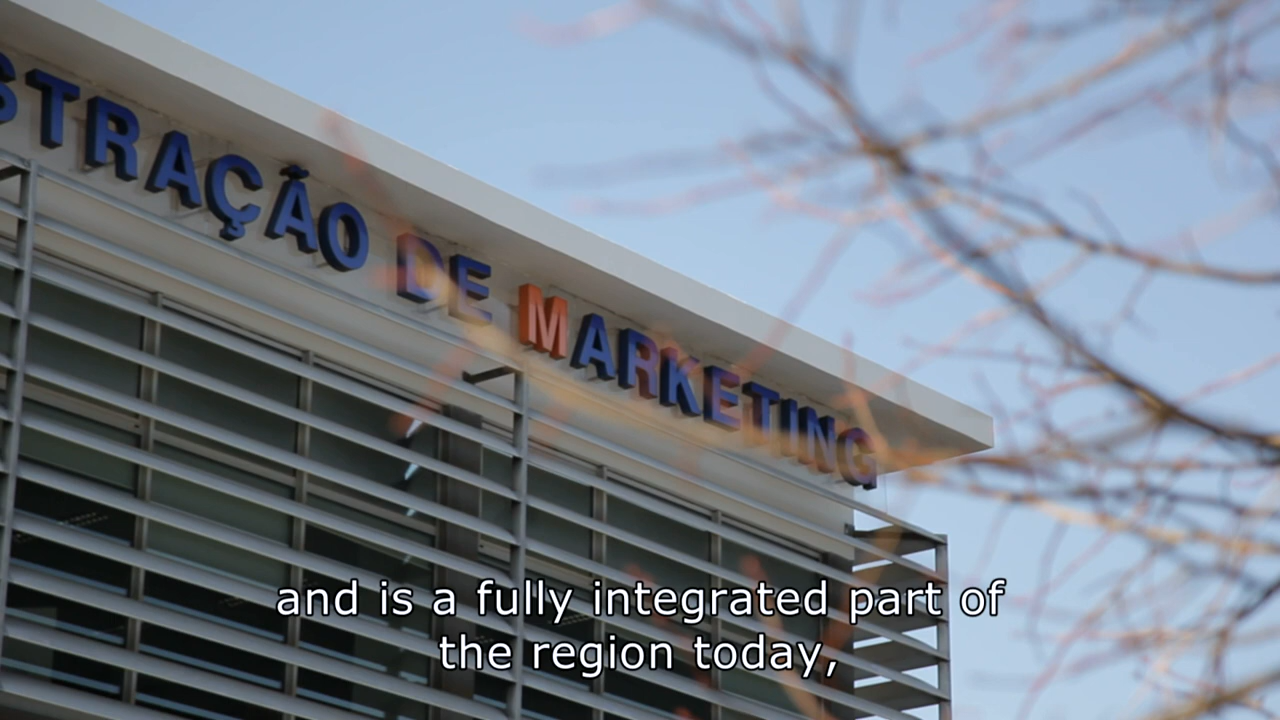 STRAÇÃO DE MARKETING
and is a fully integrated part of
the region today,